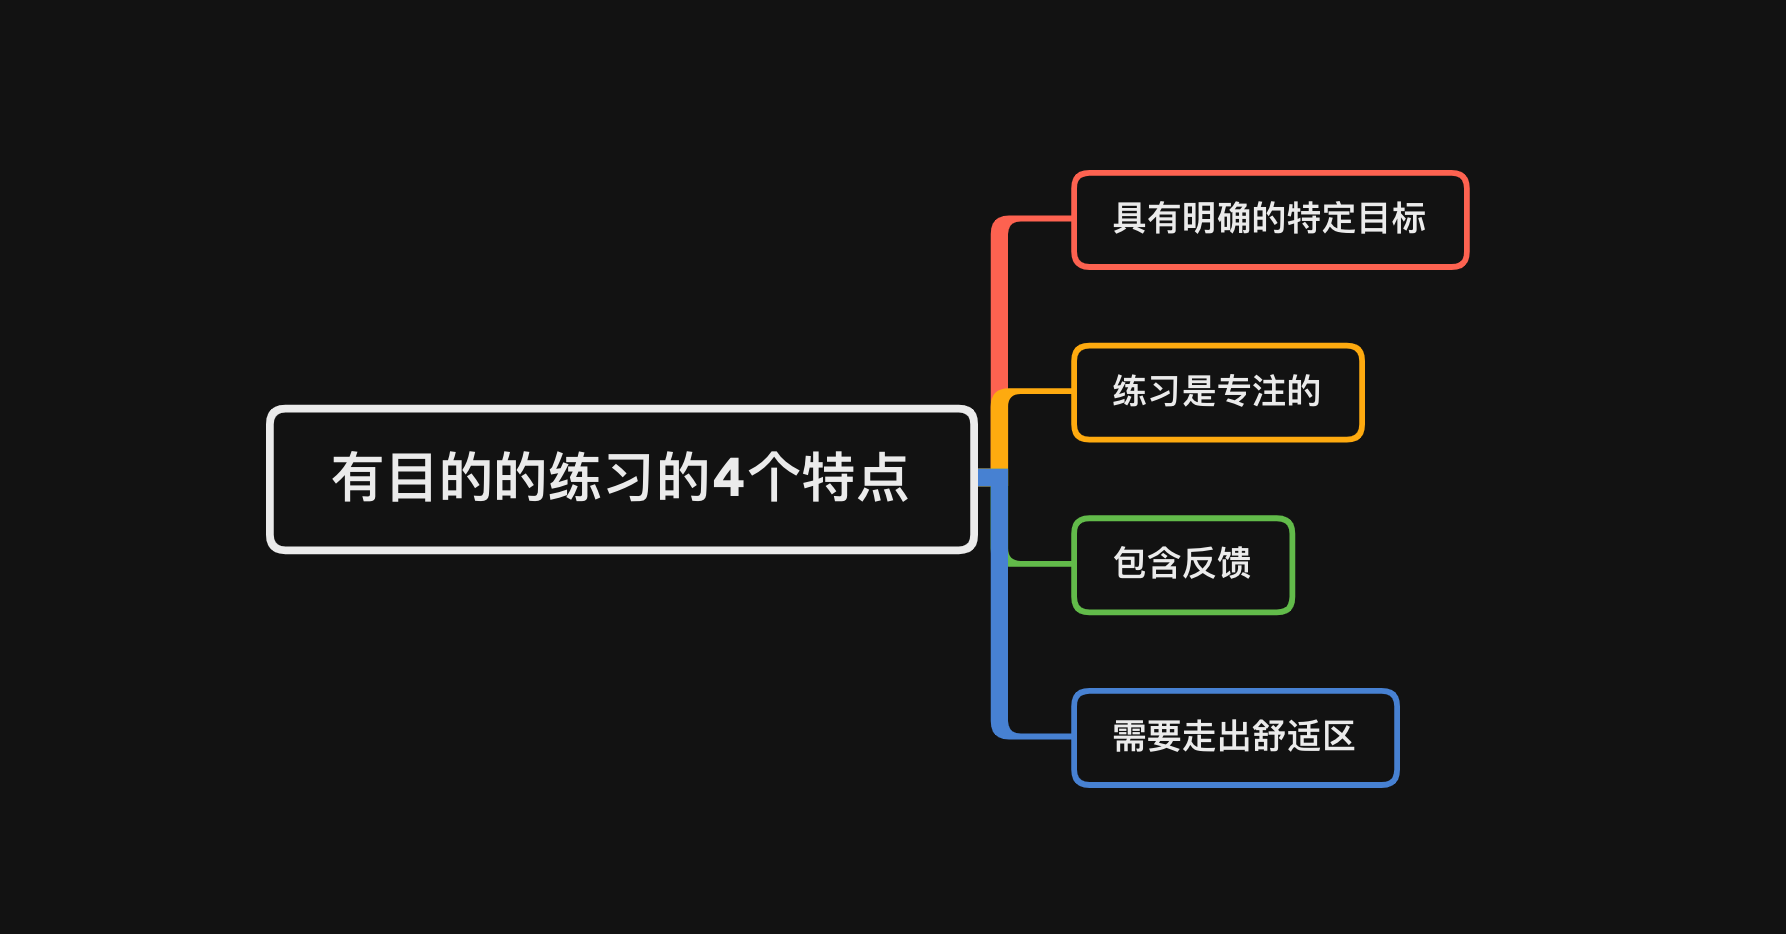 有目的的练习的4个特点
具有明确的特定目标
练习是专注的
包含反馈
需要走出舒适区